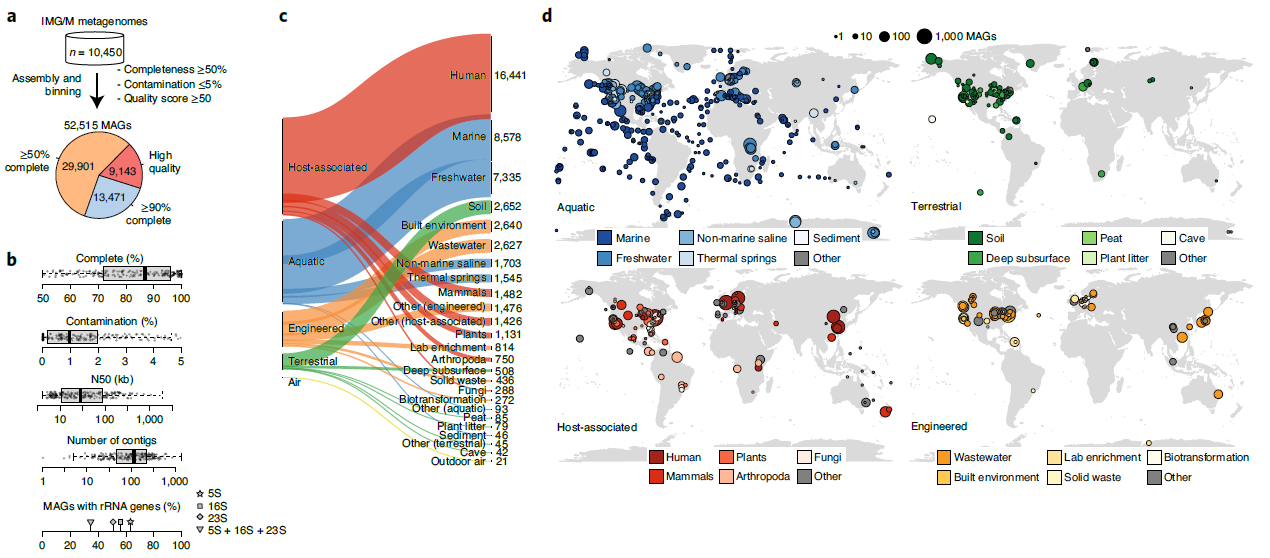 a
IMG/M metagenomes
n = 10,450
Assembly and
binning
- Completeness ≥50%
- Contamination ≤5%
- Quality score ≥50
52,515 MAGs
≥50%
complete
29,901
High
quality
9,143
13,471
≥90%
complete
b
Complete (%)
50 60 70 80 90 100
Contamination (%)
0 1 2 3 4 5
N50 (kb)
10 100 1,000
Number of contigs
1 10 100 1,000
MAGs with rRNA genes (%)
0 20 40 60 80 100
5S
16S
23S
5S + 16S + 23S
c
Host-associated
Aquatic
Engineered
Terrestrial
Air
Human 16,441
Marine 8,578
Freshwater 7,335
Soil 2,652
Built environment 2,640
Wastewater 2,627
Non-marine saline 1,703
Thermal springs 1,545
Mammals 1,482
Other (engineered) 1,476
Other (host-associated) 1,426
Plants 1,131
Lab enrichment 814
Arthropoda 750
Deep subsurface 508
Solid waste 436
Fungi 288
Biotransformation 272
Other (aquatic) 93
Peat 85
Plant litter 79
Sediment 46
Other (terrestrial) 45
Cave 42
Outdoor air 21
d
1 10 100 1,000 MAGs
Aquatic
Marine Non-marine saline Sediment
Freshwater Thermal springs Other
Terrestrial
Soil Peat Cave
Deep subsurface Plant litter Other
Host-associated
Human Plants Fungi
Mammals Arthropoda Other
Engineered
Wastewater Lab enrichment Biotransformation
Built environment Solid waste Other